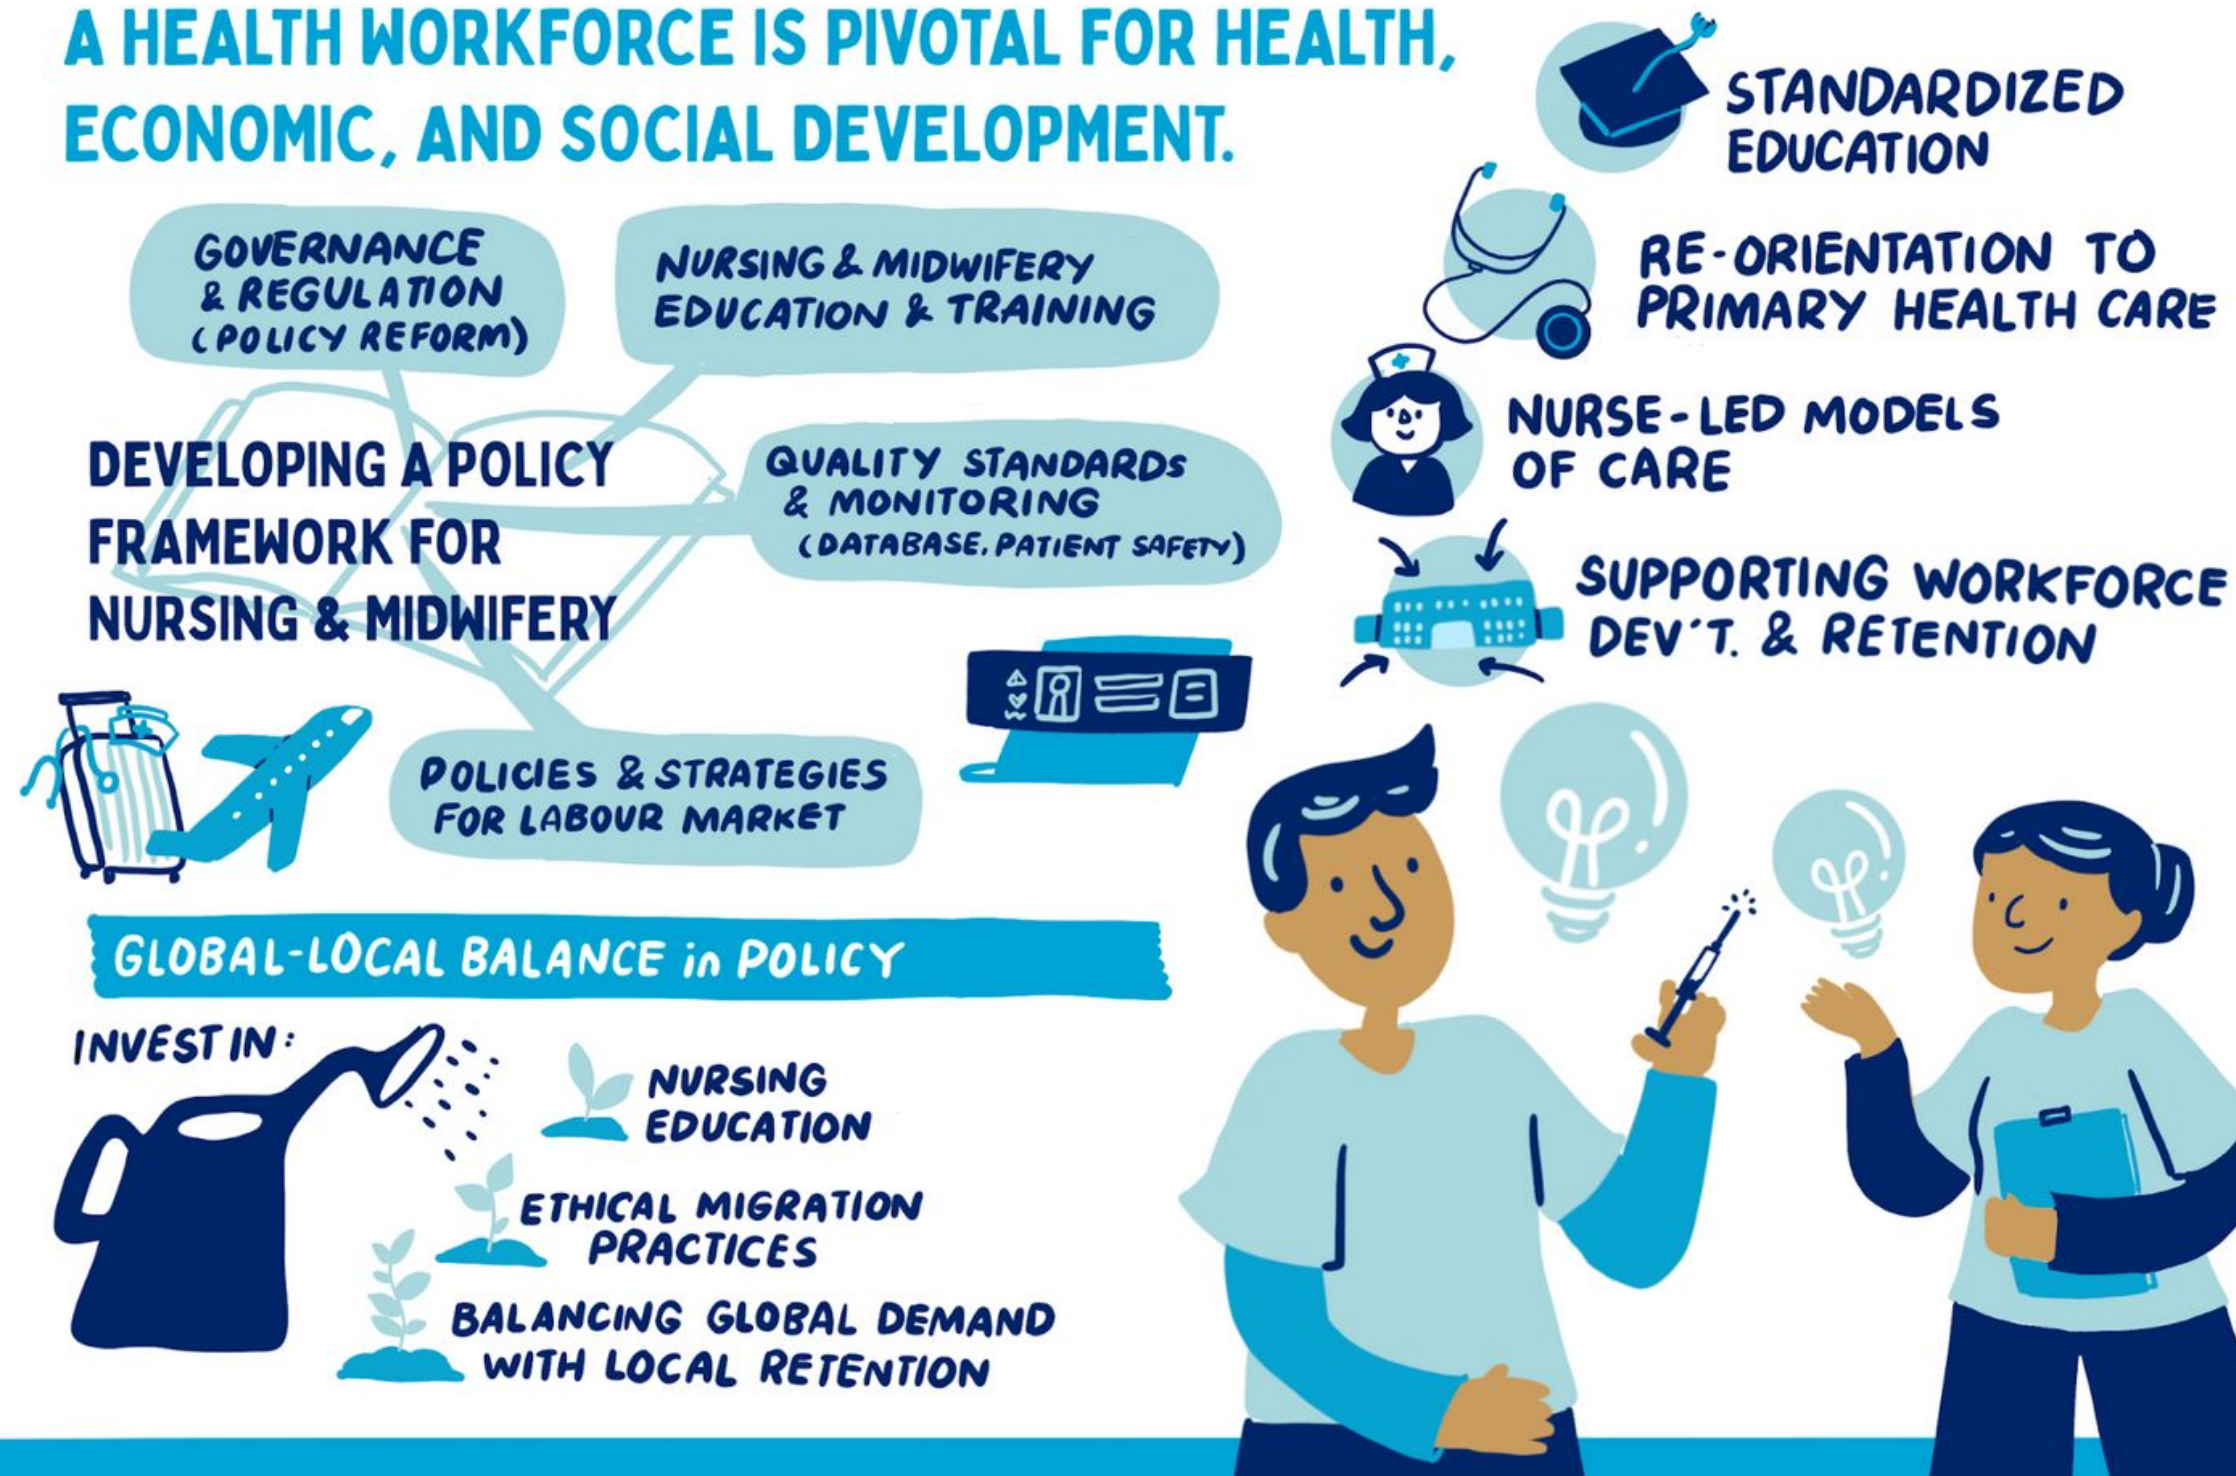 A HEALTH WORKFORCE IS PIVOTAL FOR HEALTH,
ECONOMIC, AND SOCIAL DEVELOPMENT.
GOVERNANCE
& REGULATION
(POLICY REFORM)
NURSING & MIDWIFERY
EDUCATION & TRAINING
DEVELOPING A POLICY
FRAMEWORK FOR
NURSING & MIDWIFERY
QUALITY STANDARDS
& MONITORING
(DATABASE, PATIENT SAFETY)
POLICIES & STRATEGIES
FOR LABOUR MARKET
GLOBAL-LOCAL BALANCE in POLICY
INVEST IN:
NURSING
EDUCATION
ETHICAL MIGRATION
PRACTICES
BALANCING GLOBAL DEMAND
WITH LOCAL RETENTION
STANDARDIZED
EDUCATION
RE-ORIENTATION TO
PRIMARY HEALTH CARE
NURSE-LED MODELS
OF CARE
SUPPORTING WORKFORCE
DEV'T. & RETENTION